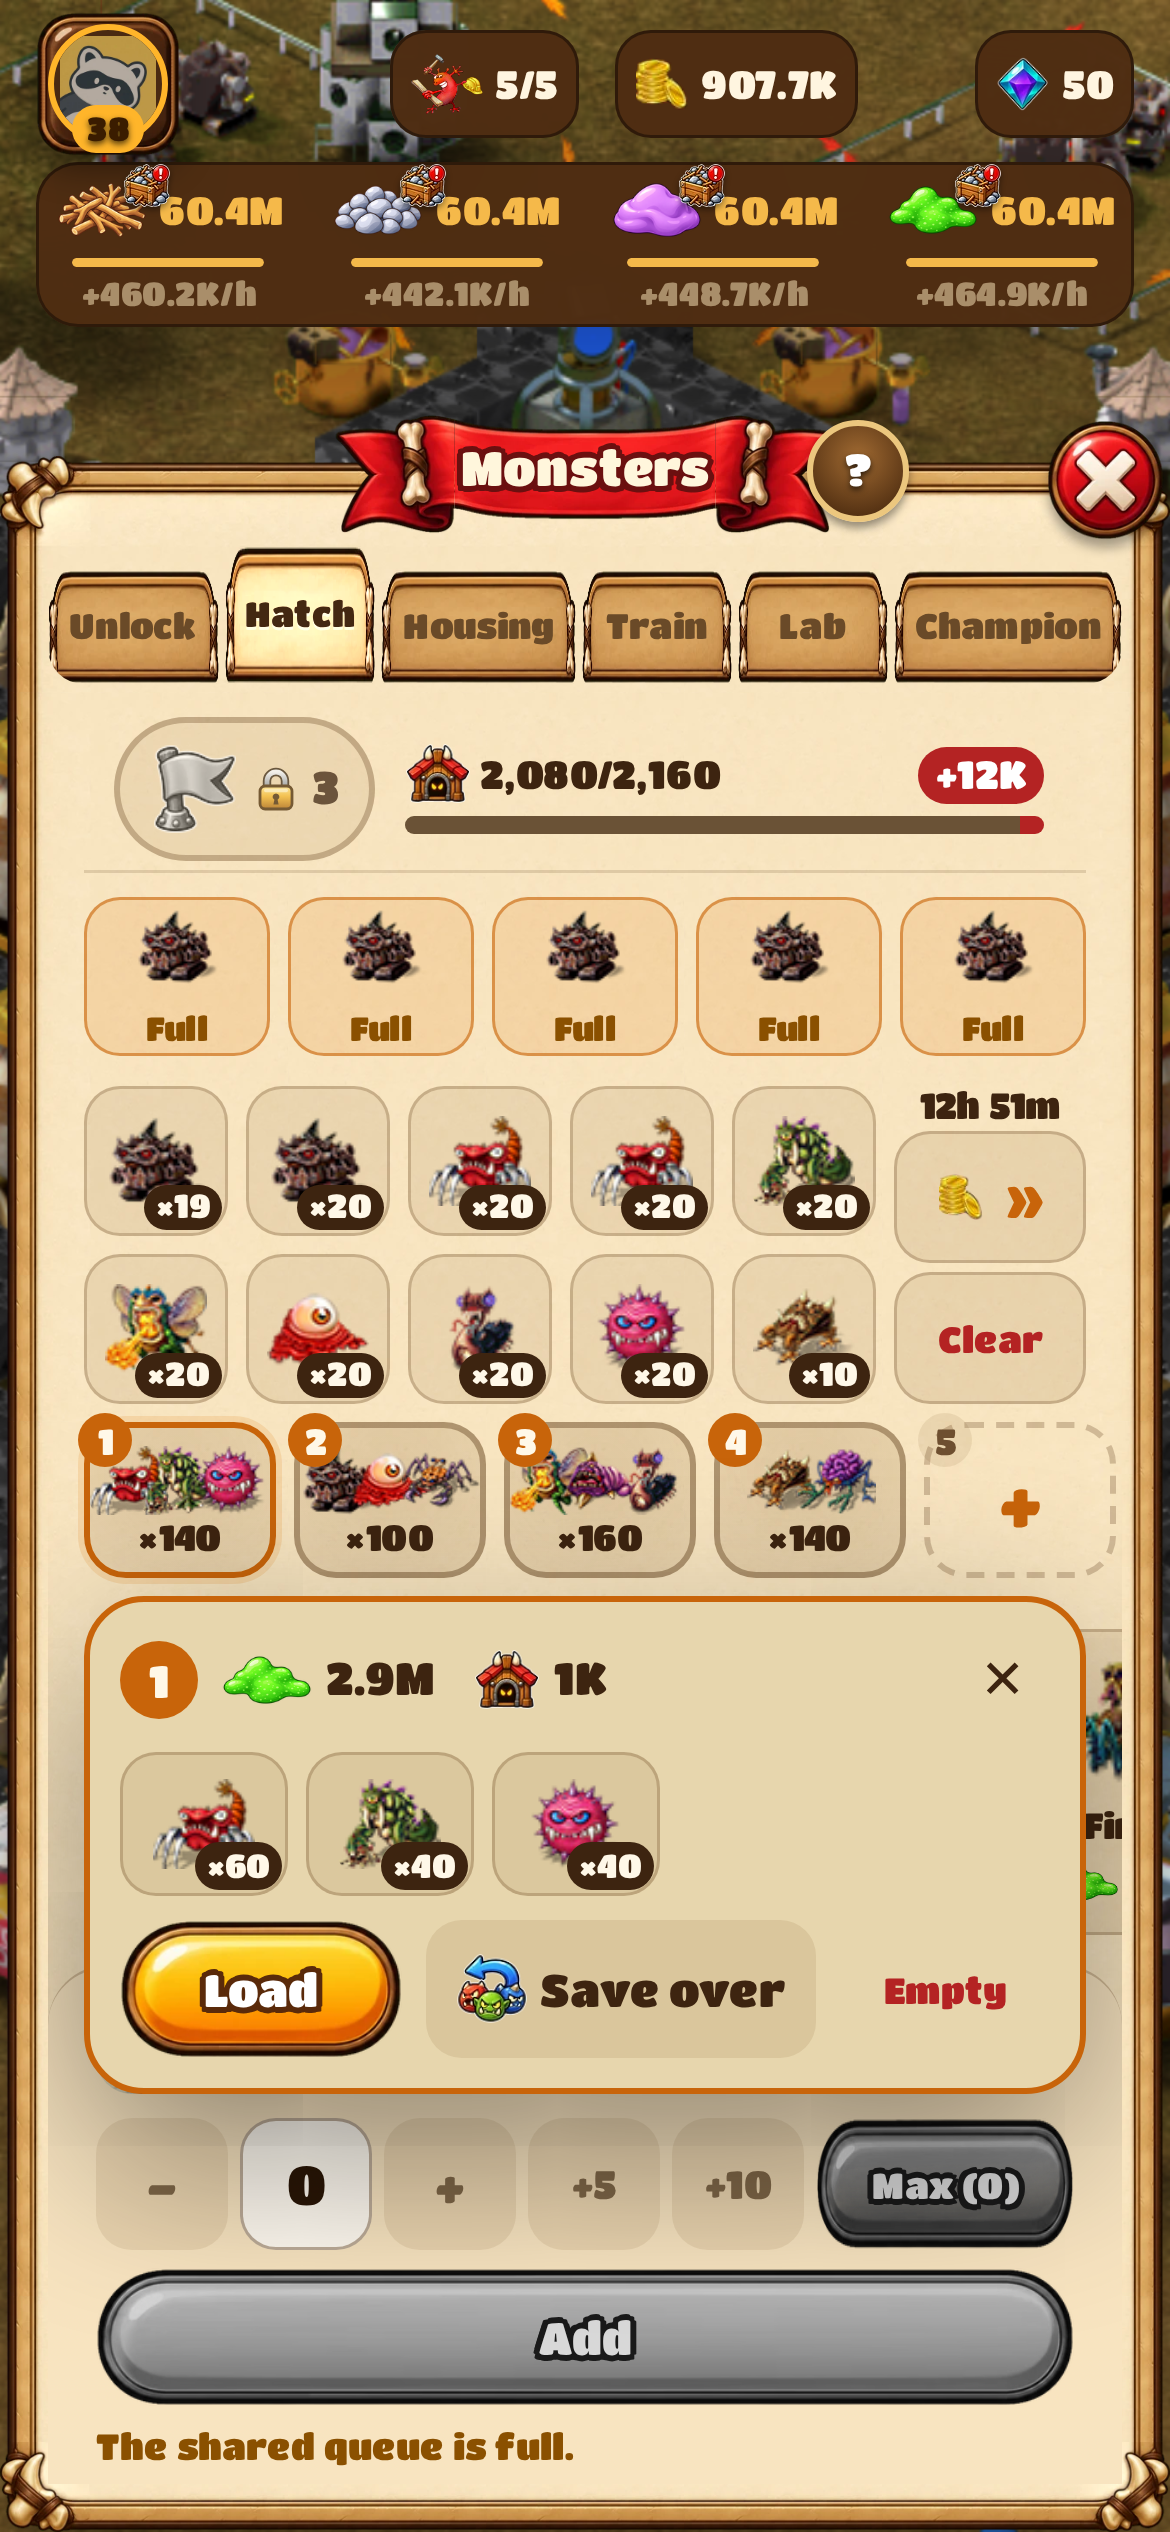 5/5
907.7K
50
38
60.4M
60.4M
60.4M
60.4M
+460.2K/h
+442.1K/h
+448.7K/h
+464.9K/h
Monsters
?
Unlock
Hatch
Housing
Train
Lab
Champion
3
2,080/2,160
+12K
Full
Full
Full
Full
Full
12h 51m
×19
×20
×20
×20
×20
»
×20
×20
×20
×20
×10
Clear
1
2
3
4
5
×140
×100
×160
×140
+
1
2.9M
1K
×60
×40
×40
Fi
Load
Save over
Empty
−
0
+
+5
+10
Max (0)
Add
The shared queue is full.